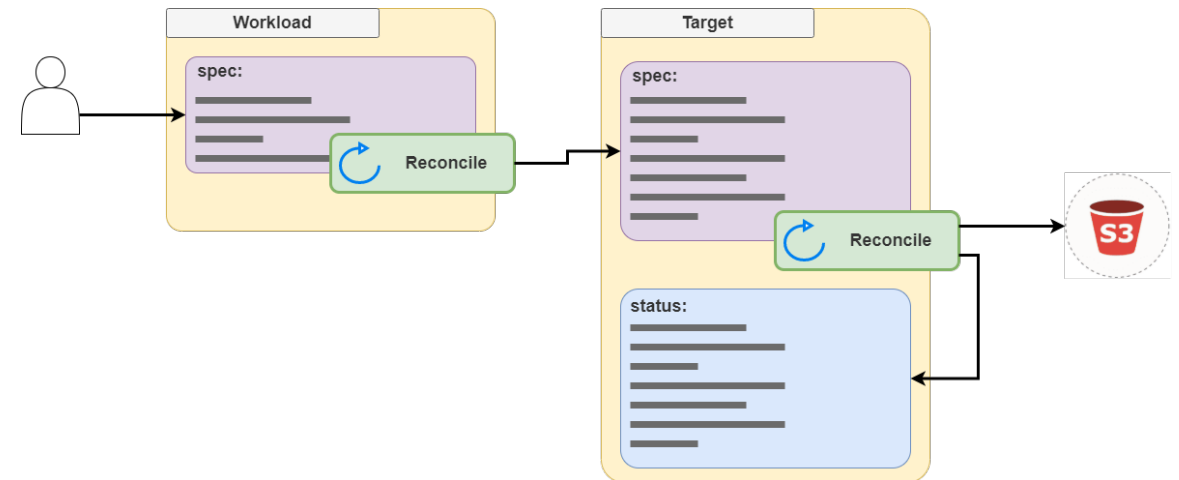 Workload
spec:
Reconcile
Target
spec:
Reconcile
status:
S3